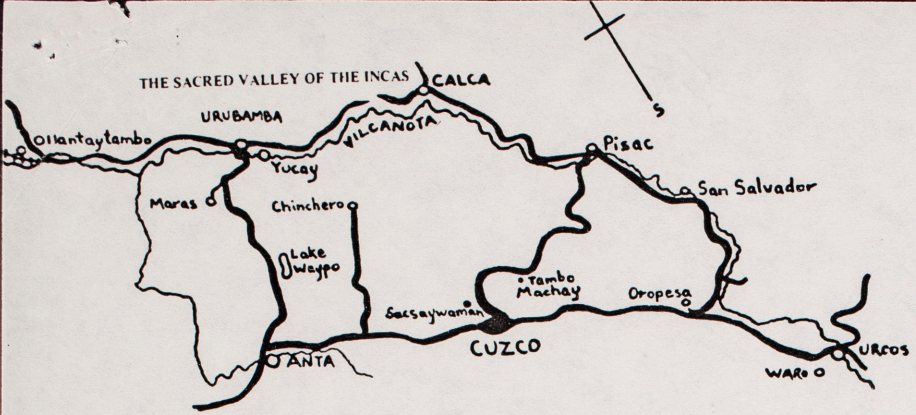 THE SACRED VALLEY OF THE INCAS
CALCA
URUBAMBA
VILCANOTA
Ollantaytambo
Yucay
Pisac
S
San Salvador
Maras
Chinchero
Lake
Waypo
Tambo
Machay
Oropesa
Sacsaywaman
CUZCO
ANTA
URCOS
WARO